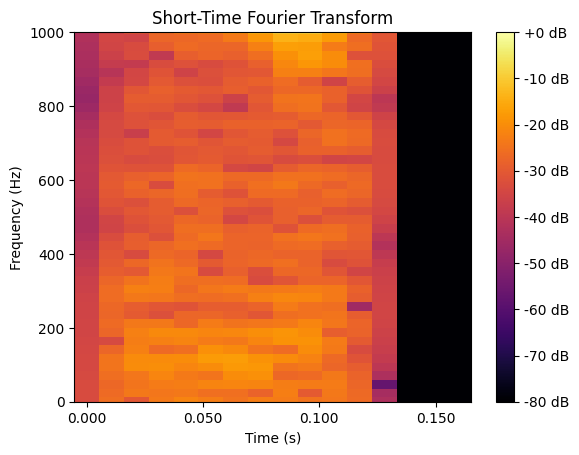 Short-Time Fourier Transform
Frequency (Hz)
1000
800
600
400
200
0
0.000
0.050
0.100
0.150
Time (s)
+0 dB
-10 dB
-20 dB
-30 dB
-40 dB
-50 dB
-60 dB
-70 dB
-80 dB